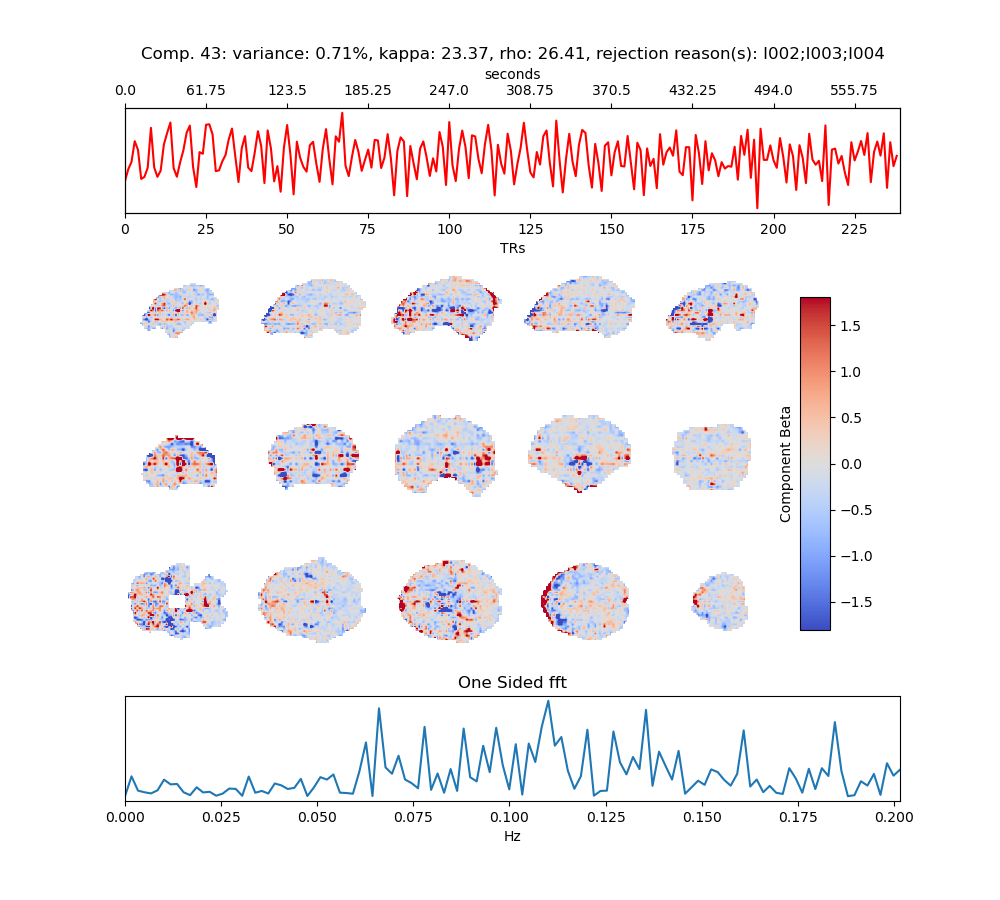 Comp. 43: variance: 0.71%, kappa: 23.37, rho: 26.41, rejection reason(s): I002;I003;I004
seconds
0.0 61.75 123.5 185.25 247.0 308.75 370.5 432.25 494.0 555.75
0 25 50 75 100 125 150 175 200 225
TRs
Component Beta
1.5
1.0
0.5
0.0
−0.5
−1.0
−1.5
One Sided fft
0.000 0.025 0.050 0.075 0.100 0.125 0.150 0.175 0.200
Hz